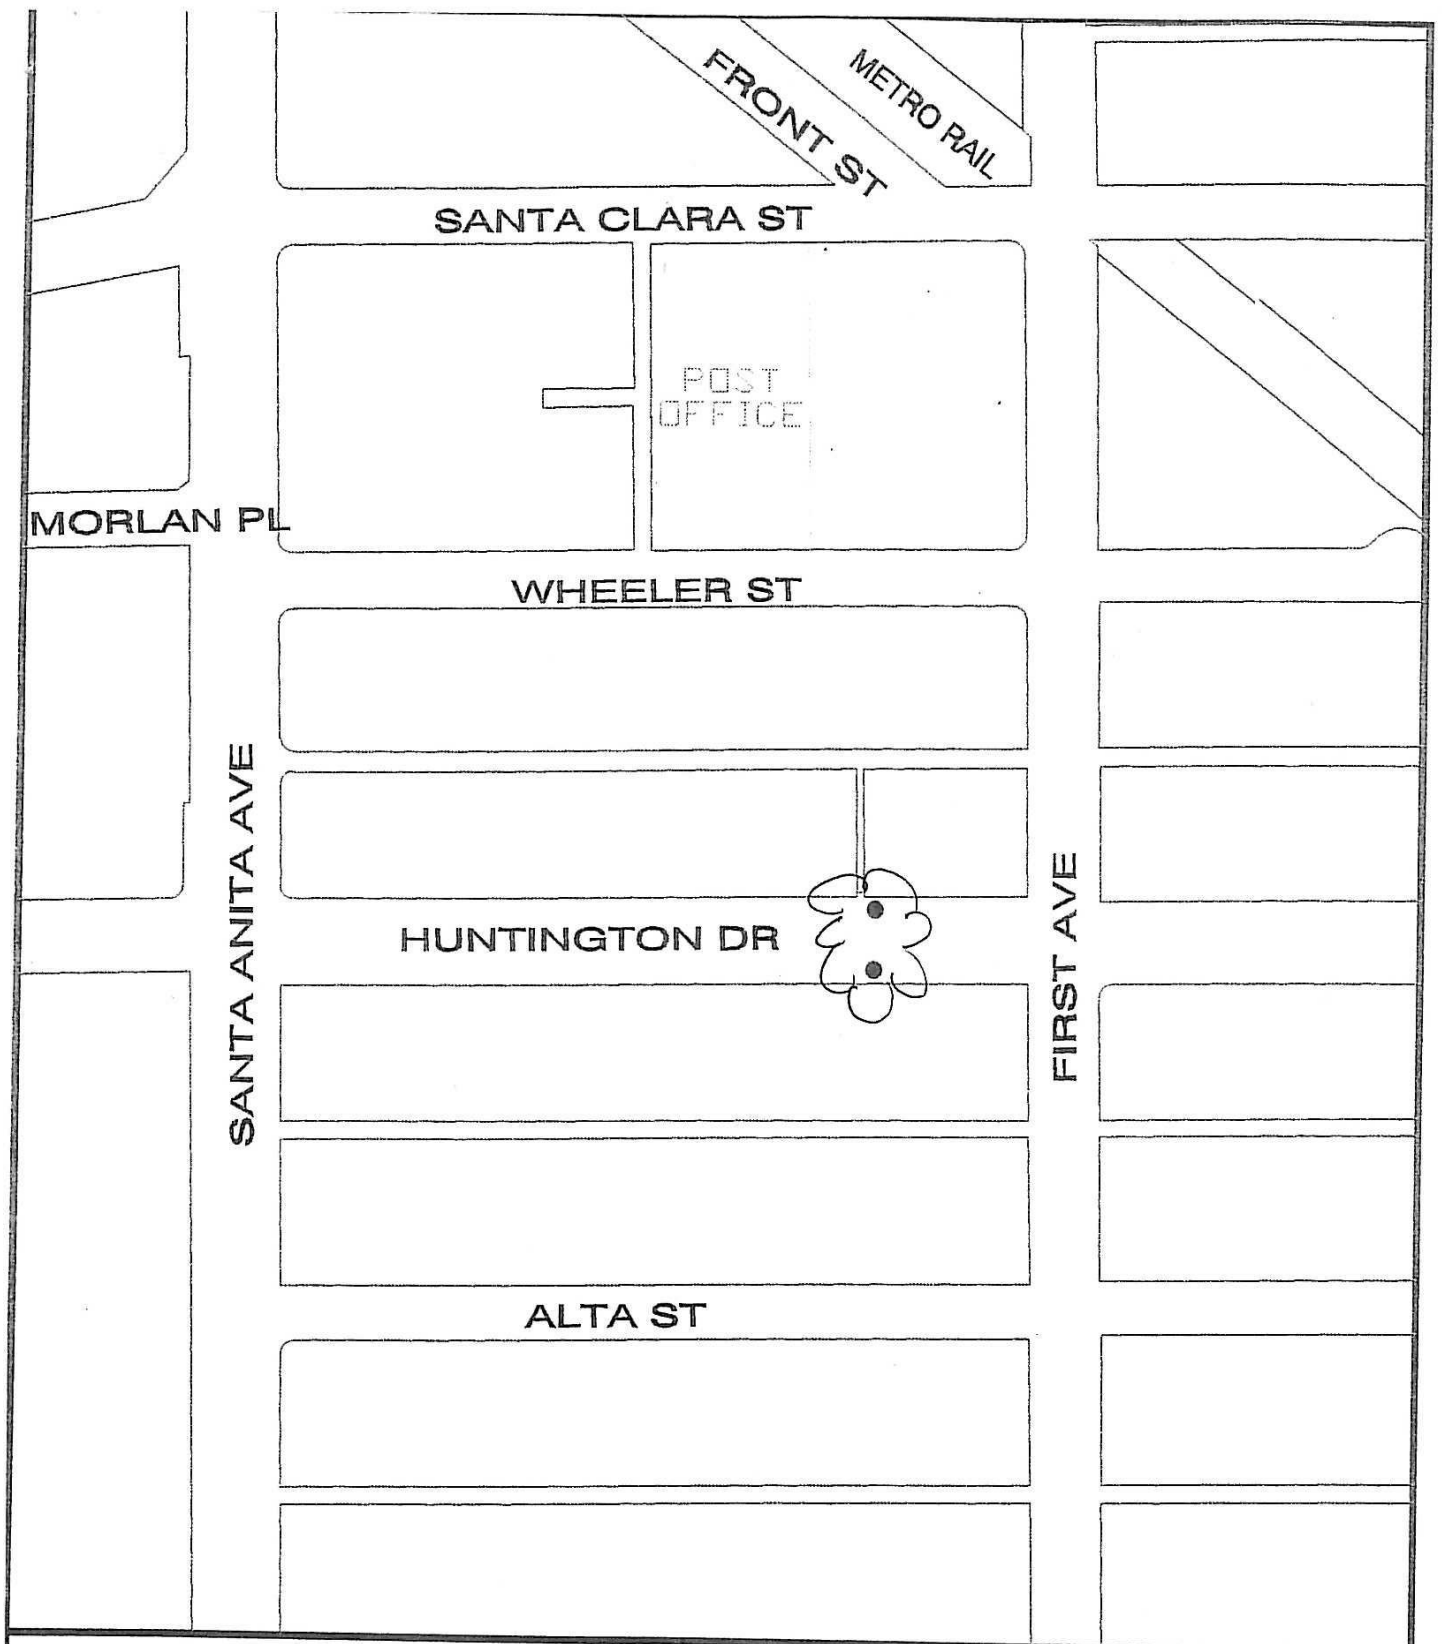 FRONT ST
METRO RAIL
SANTA CLARA ST
POST
OFFICE
MORLAN PL
WHEELER ST
SANTA ANITA AVE
HUNTINGTON DR
FIRST AVE
ALTA ST